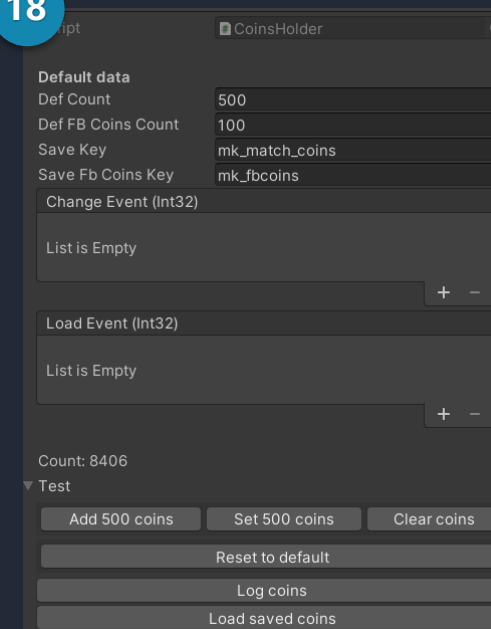 18
ipt CoinsHolder
Default data
Def Count 500
Def FB Coins Count 100
Save Key mk_match_coins
Save Fb Coins Key mk_fbcoins
Change Event (Int32)
List is Empty
+ −
Load Event (Int32)
List is Empty
+ −
Count: 8406
Test
Add 500 coins Set 500 coins Clear coins
Reset to default
Log coins
Load saved coins